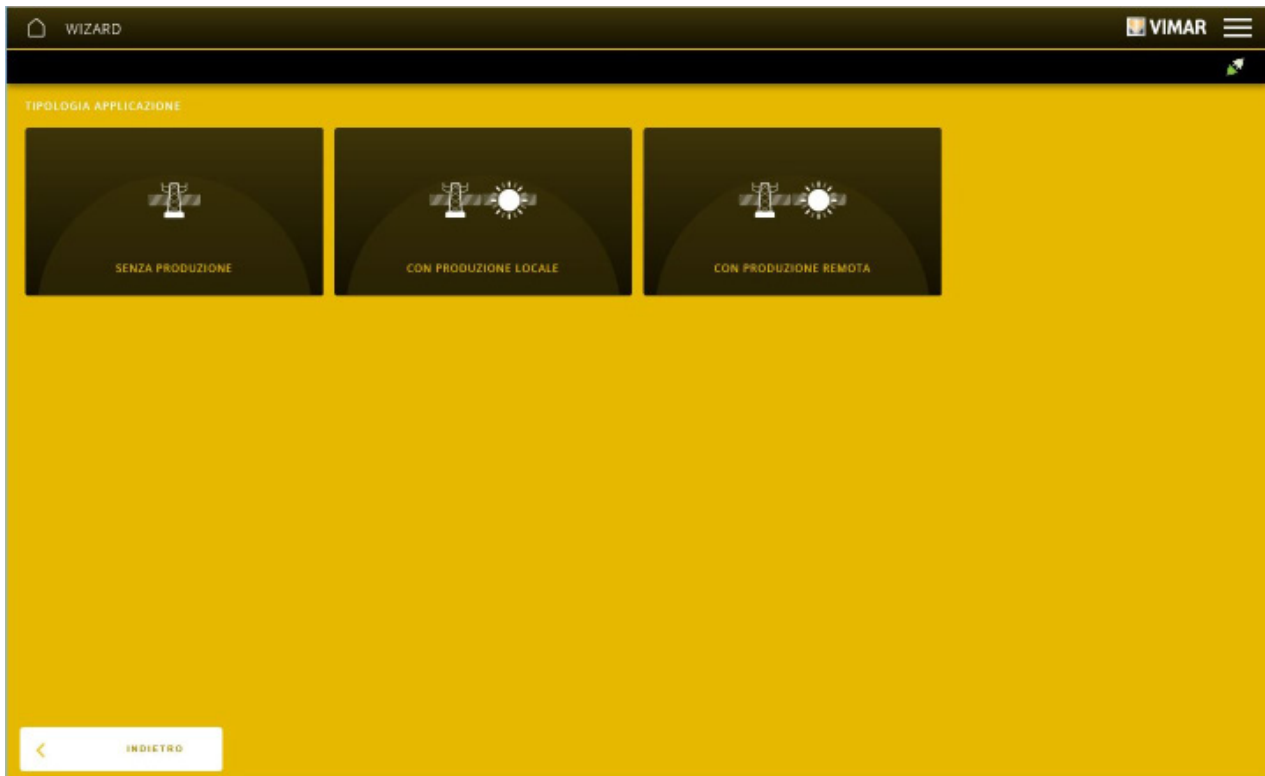 WIZARD
VIMAR
TIPOLOGIA APPLICAZIONE
SENZA PRODUZIONE
CON PRODUZIONE LOCALE
CON PRODUZIONE REMOTA
INDIETRO